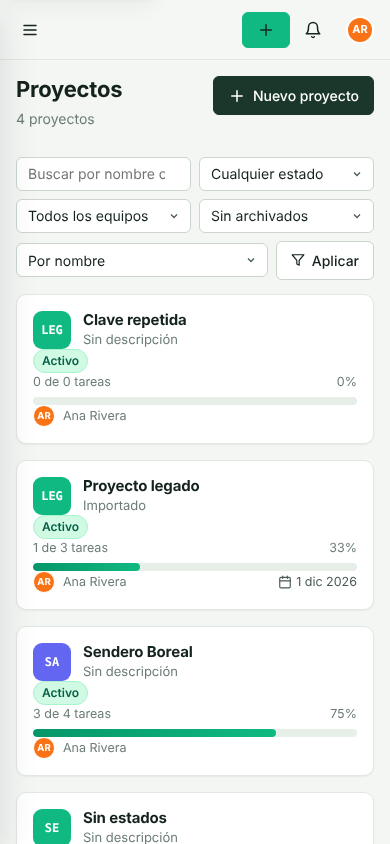 AR
Proyectos
Nuevo proyecto
4 proyectos
Buscar por nombre c
Cualquier estado
Todos los equipos
Sin archivados
Por nombre
Aplicar
LEG
Clave repetida
Sin descripción
Activo
0 de 0 tareas
0%
AR
Ana Rivera
LEG
Proyecto legado
Importado
Activo
1 de 3 tareas
33%
AR
Ana Rivera
1 dic 2026
SA
Sendero Boreal
Sin descripción
Activo
3 de 4 tareas
75%
AR
Ana Rivera
SE
Sin estados
Sin descripción